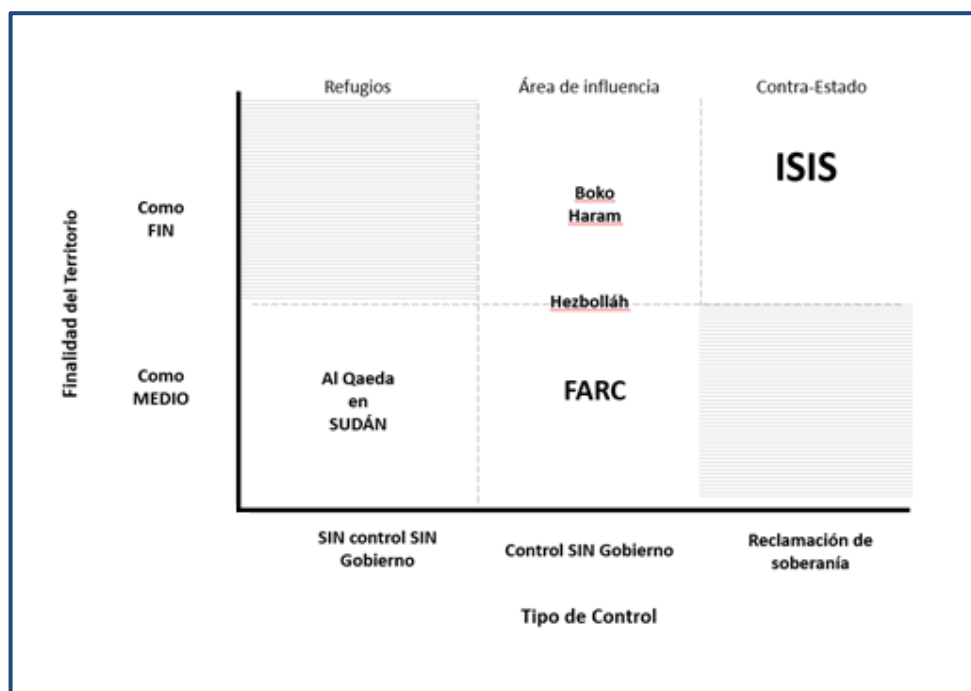 Refugios
Área de influencia
Contra-Estado
Finalidad del Territorio
Como
FIN
Boko
Haram
ISIS
Hezbolláh
Como
MEDIO
Al Qaeda
en
SUDÁN
FARC
SIN control SIN
Gobierno
Control SIN Gobierno
Reclamación de
soberanía
Tipo de Control